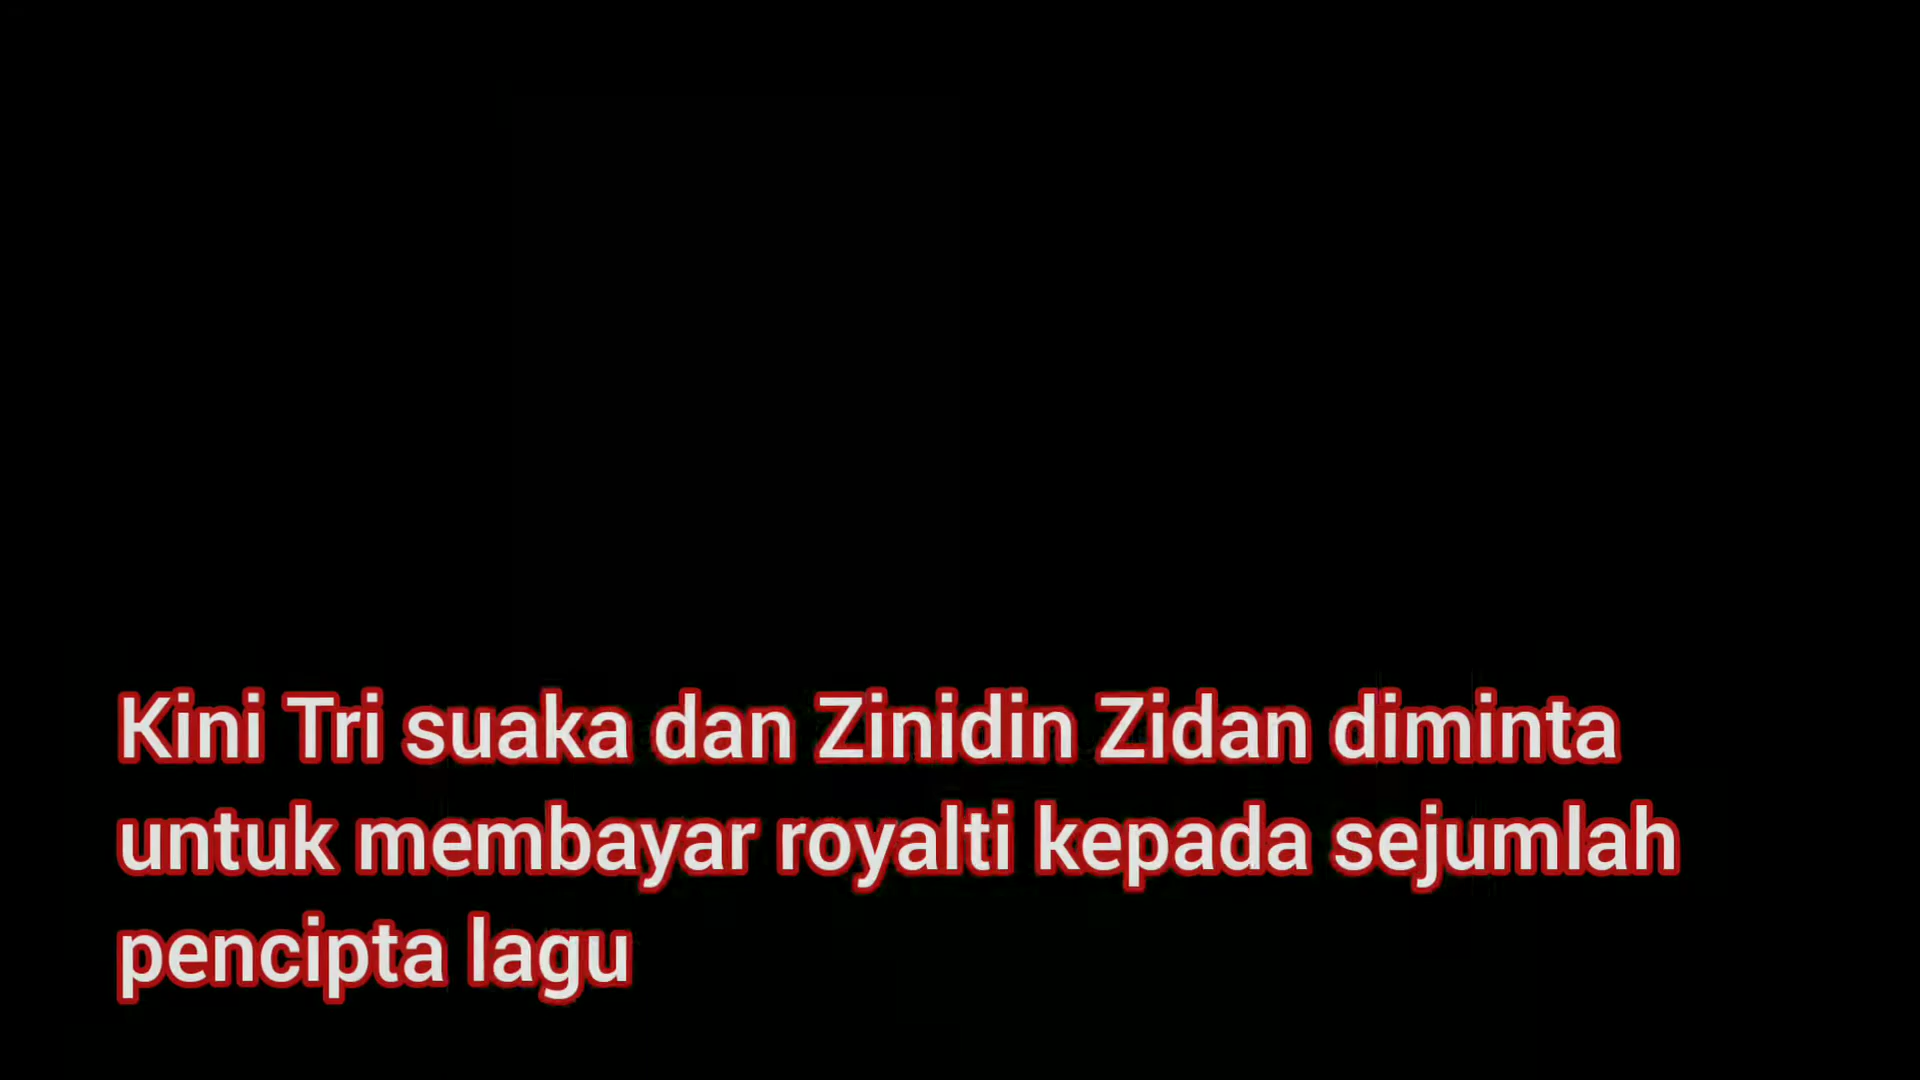 Kini Tri suaka dan Zinidin Zidan diminta
untuk membayar royalti kepada sejumlah
pencipta lagu